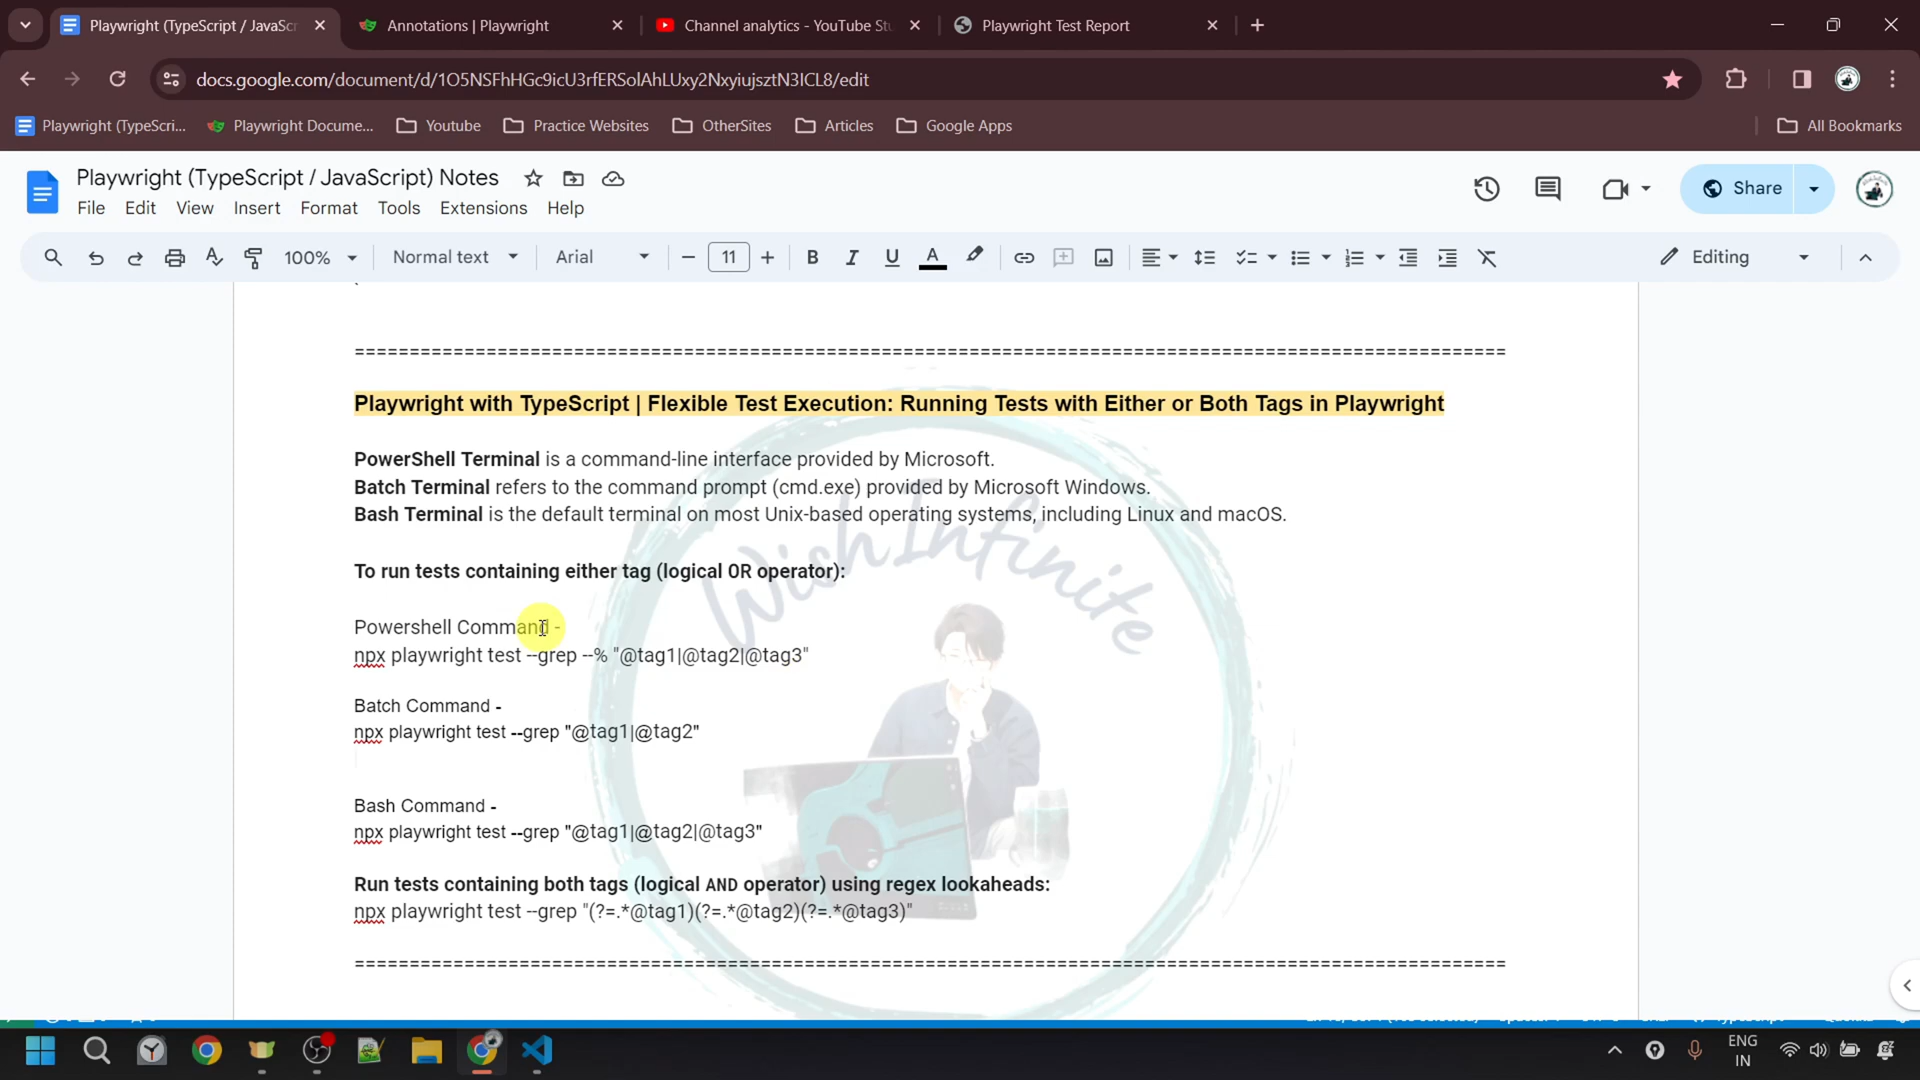 Playwright (TypeScript / JavaSc
Annotations | Playwright
Channel analytics - YouTube Stu
Playwright Test Report
docs.google.com/document/d/1O5NSFhHGc9icU3rfERSolAhLUxy2NxyiujsztN3ICL8/edit
Playwright (TypeScri...
Playwright Docume...
Youtube
Practice Websites
OtherSites
Articles
Google Apps
All Bookmarks
Playwright (TypeScript / JavaScript) Notes
File Edit View Insert Format Tools Extensions Help
Share
100%
Normal text
Arial
11
B I U A
Editing
=========================================================================================================
Playwright with TypeScript | Flexible Test Execution: Running Tests with Either or Both Tags in Playwright
PowerShell Terminal is a command-line interface provided by Microsoft.
Batch Terminal refers to the command prompt (cmd.exe) provided by Microsoft Windows.
Bash Terminal is the default terminal on most Unix-based operating systems, including Linux and macOS.
To run tests containing either tag (logical OR operator):
Powershell Command -
npx playwright test --grep --% "@tag1|@tag2|@tag3"
Batch Command -
npx playwright test --grep "@tag1|@tag2"
Bash Command -
npx playwright test --grep "@tag1|@tag2|@tag3"
Run tests containing both tags (logical AND operator) using regex lookaheads:
npx playwright test --grep "(?=.*@tag1)(?=.*@tag2)(?=.*@tag3)"
=========================================================================================================
WishInfinite
ENG
IN